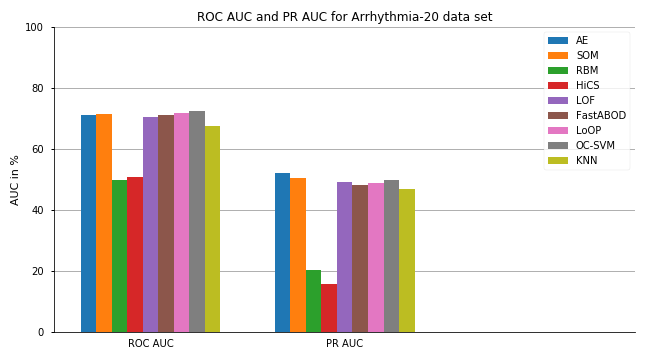 ROC AUC and PR AUC for Arrhythmia-20 data set
100
80
60
40
20
0
AUC in %
ROC AUC
PR AUC
AE
SOM
RBM
HiCS
LOF
FastABOD
LoOP
OC-SVM
KNN